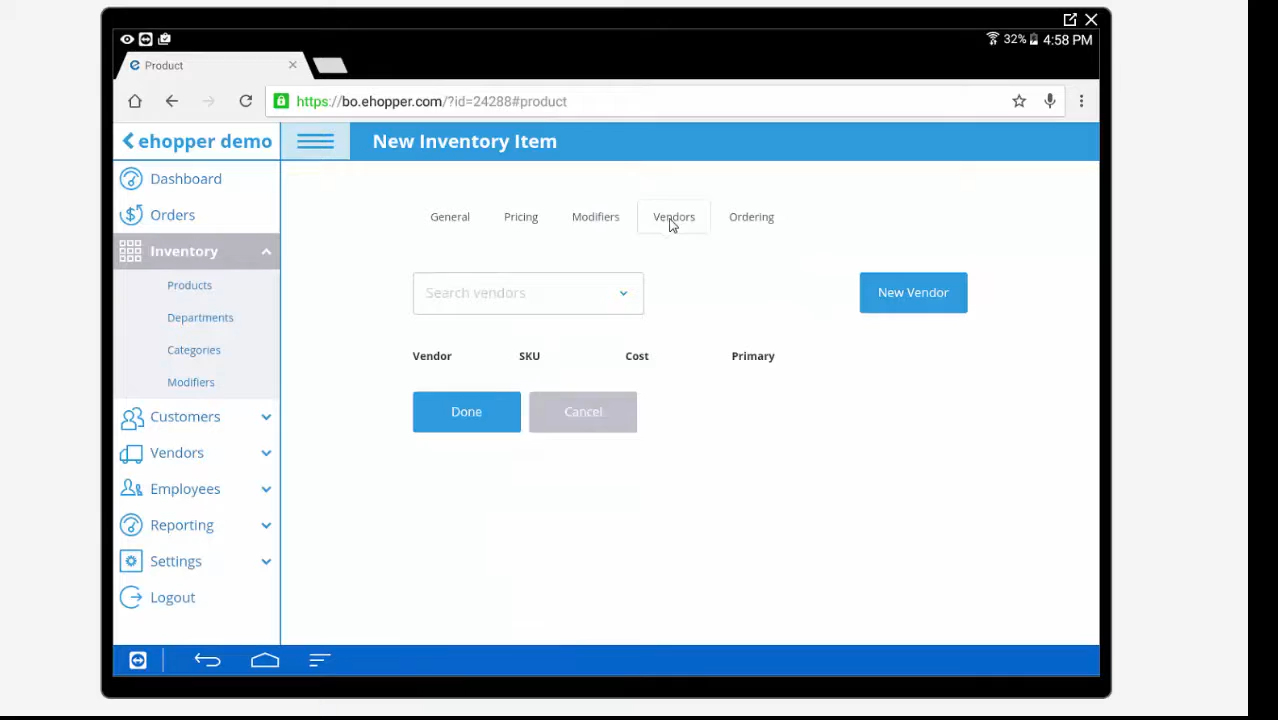 32% 4:58 PM
Product
https://bo.ehopper.com/?id=24288#product
ehopper demo
New Inventory Item
Dashboard
Orders
Inventory
Products
Departments
Categories
Modifiers
Customers
Vendors
Employees
Reporting
Settings
Logout
General Pricing Modifiers Vendors Ordering
Search vendors
New Vendor
Vendor SKU Cost Primary
Done Cancel